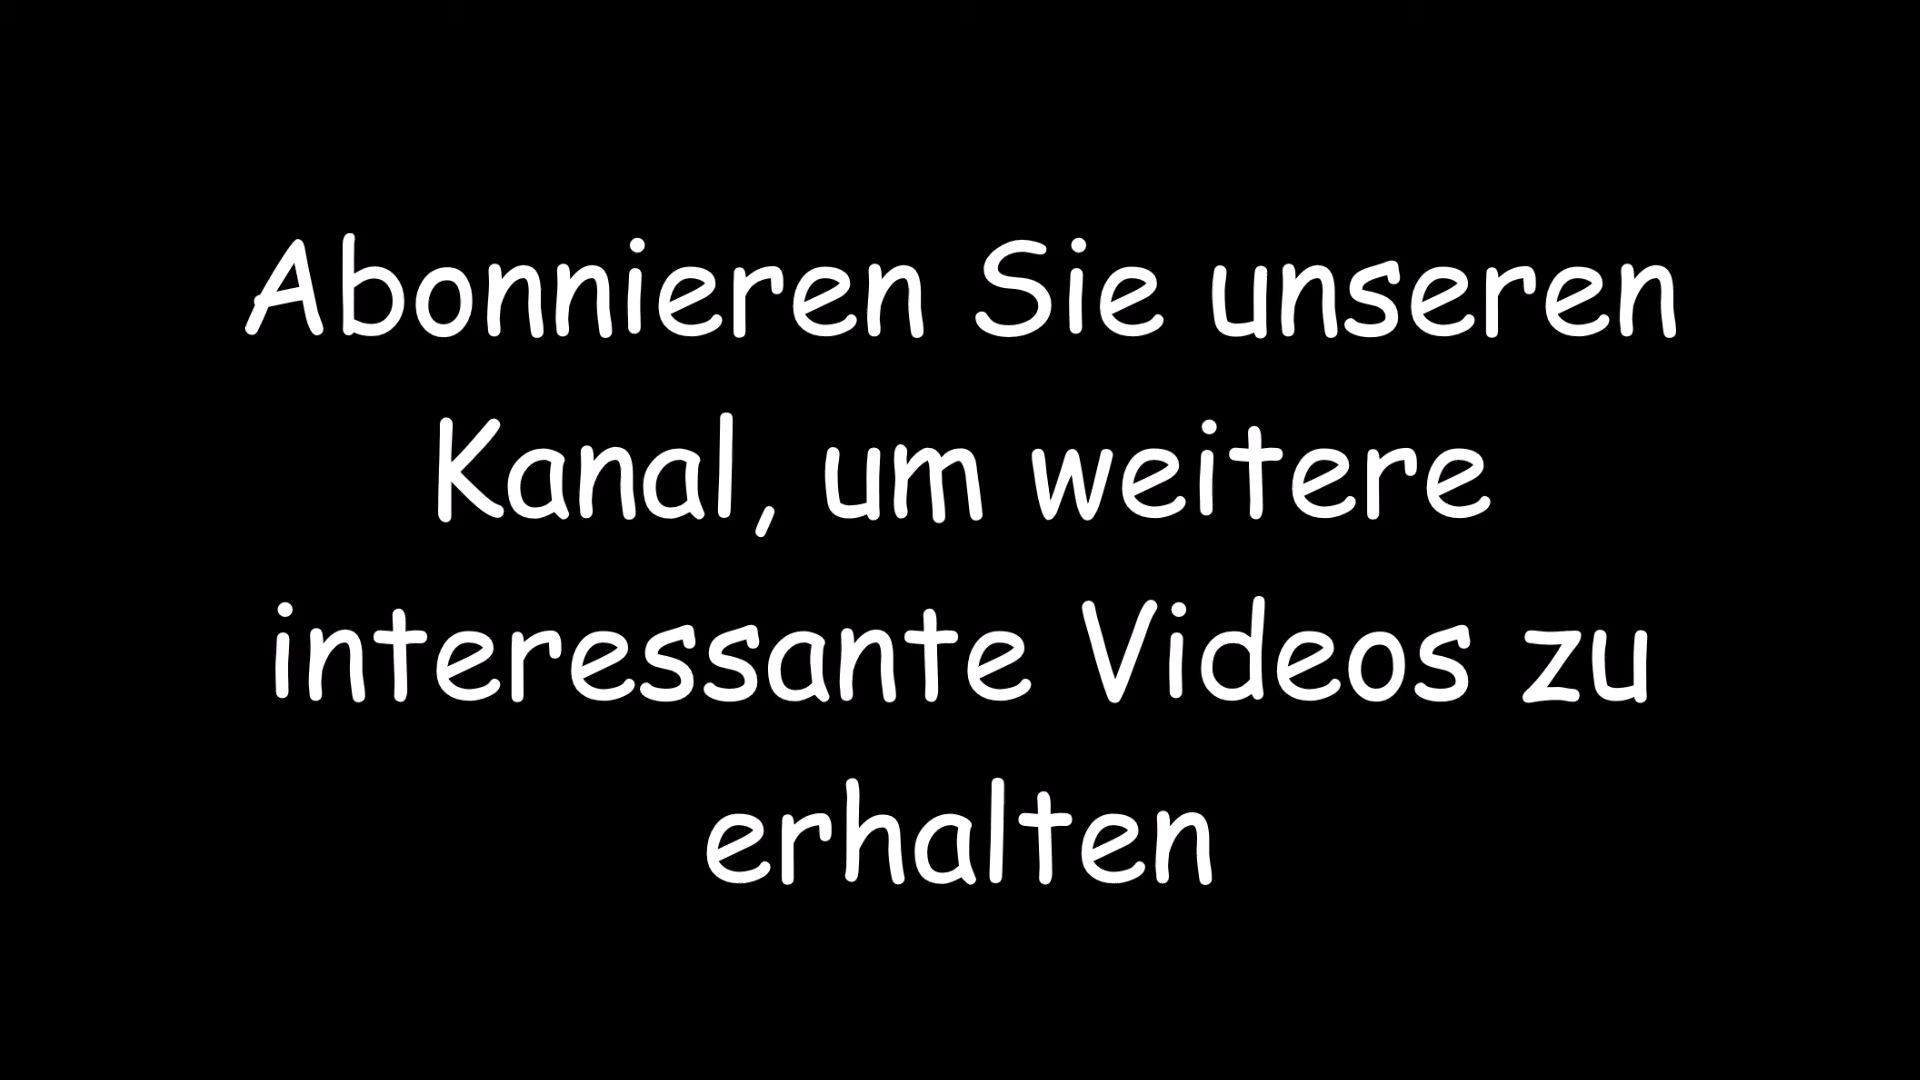 Abonnieren Sie unseren
Kanal, um weitere
interessante Videos zu
erhalten